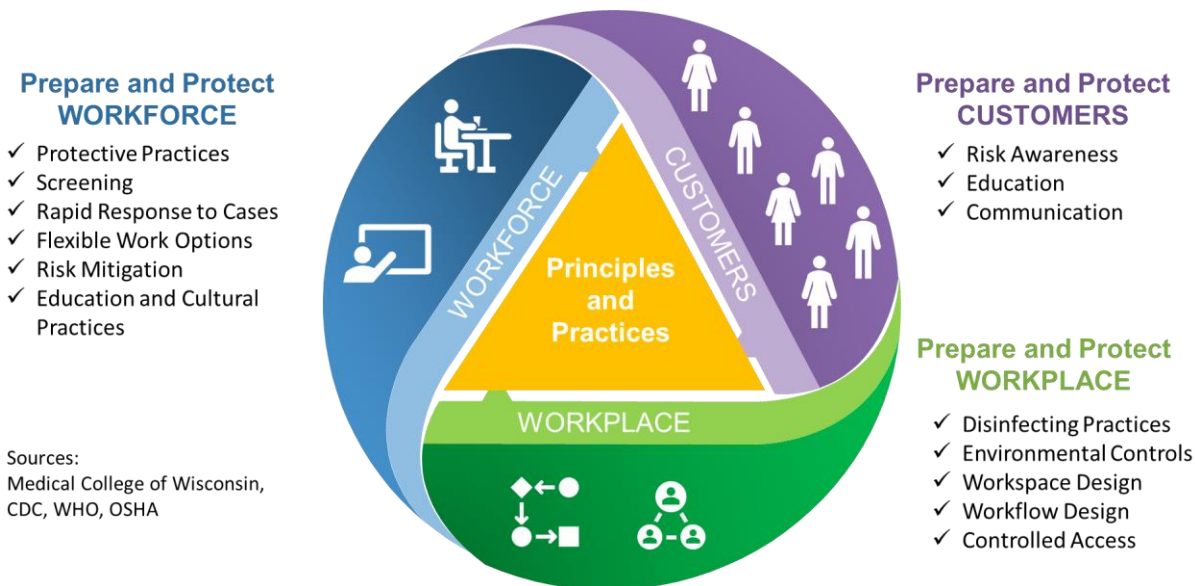 Prepare and Protect
WORKFORCE
✓ Protective Practices
✓ Screening
✓ Rapid Response to Cases
✓ Flexible Work Options
✓ Risk Mitigation
✓ Education and Cultural
Practices
Sources:
Medical College of Wisconsin,
CDC, WHO, OSHA
WORKFORCE
CUSTOMERS
Principles
and
Practices
WORKPLACE
Prepare and Protect
CUSTOMERS
✓ Risk Awareness
✓ Education
✓ Communication
Prepare and Protect
WORKPLACE
✓ Disinfecting Practices
✓ Environmental Controls
✓ Workspace Design
✓ Workflow Design
✓ Controlled Access